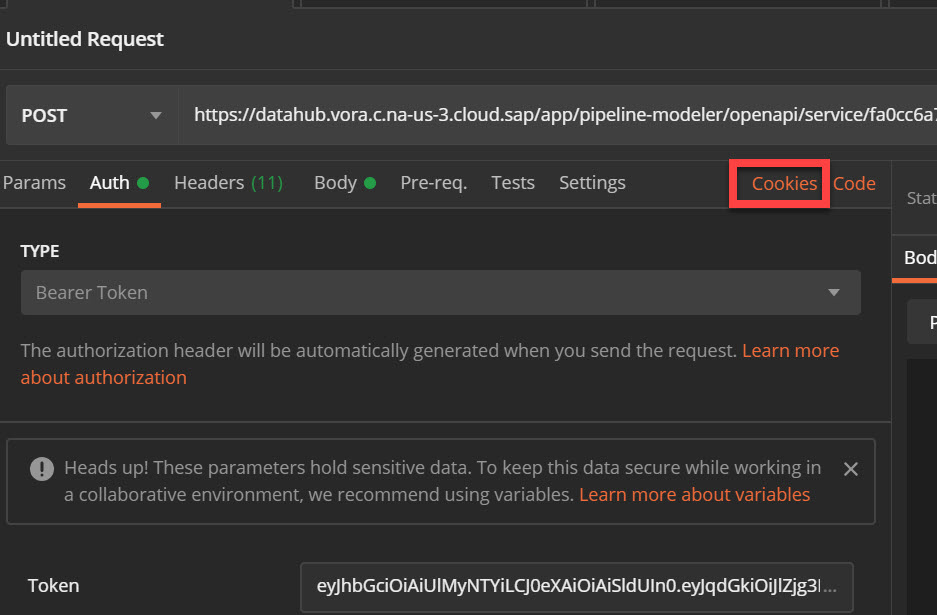 Untitled Request
POST
https://datahub.vora.c.na-us-3.cloud.sap/app/pipeline-modeler/openapi/service/fa0cc6a7
Params Auth Headers (11) Body Pre-req. Tests Settings Cookies Code
Stat
TYPE
Bod
Bearer Token
P
The authorization header will be automatically generated when you send the request. Learn more
about authorization
Heads up! These parameters hold sensitive data. To keep this data secure while working in
a collaborative environment, we recommend using variables. Learn more about variables
Token
eyJhbGciOiAiUlMyNTYiLCJ0eXAiOiAiSldUIn0.eyJqdGkiOiJlZjg3...